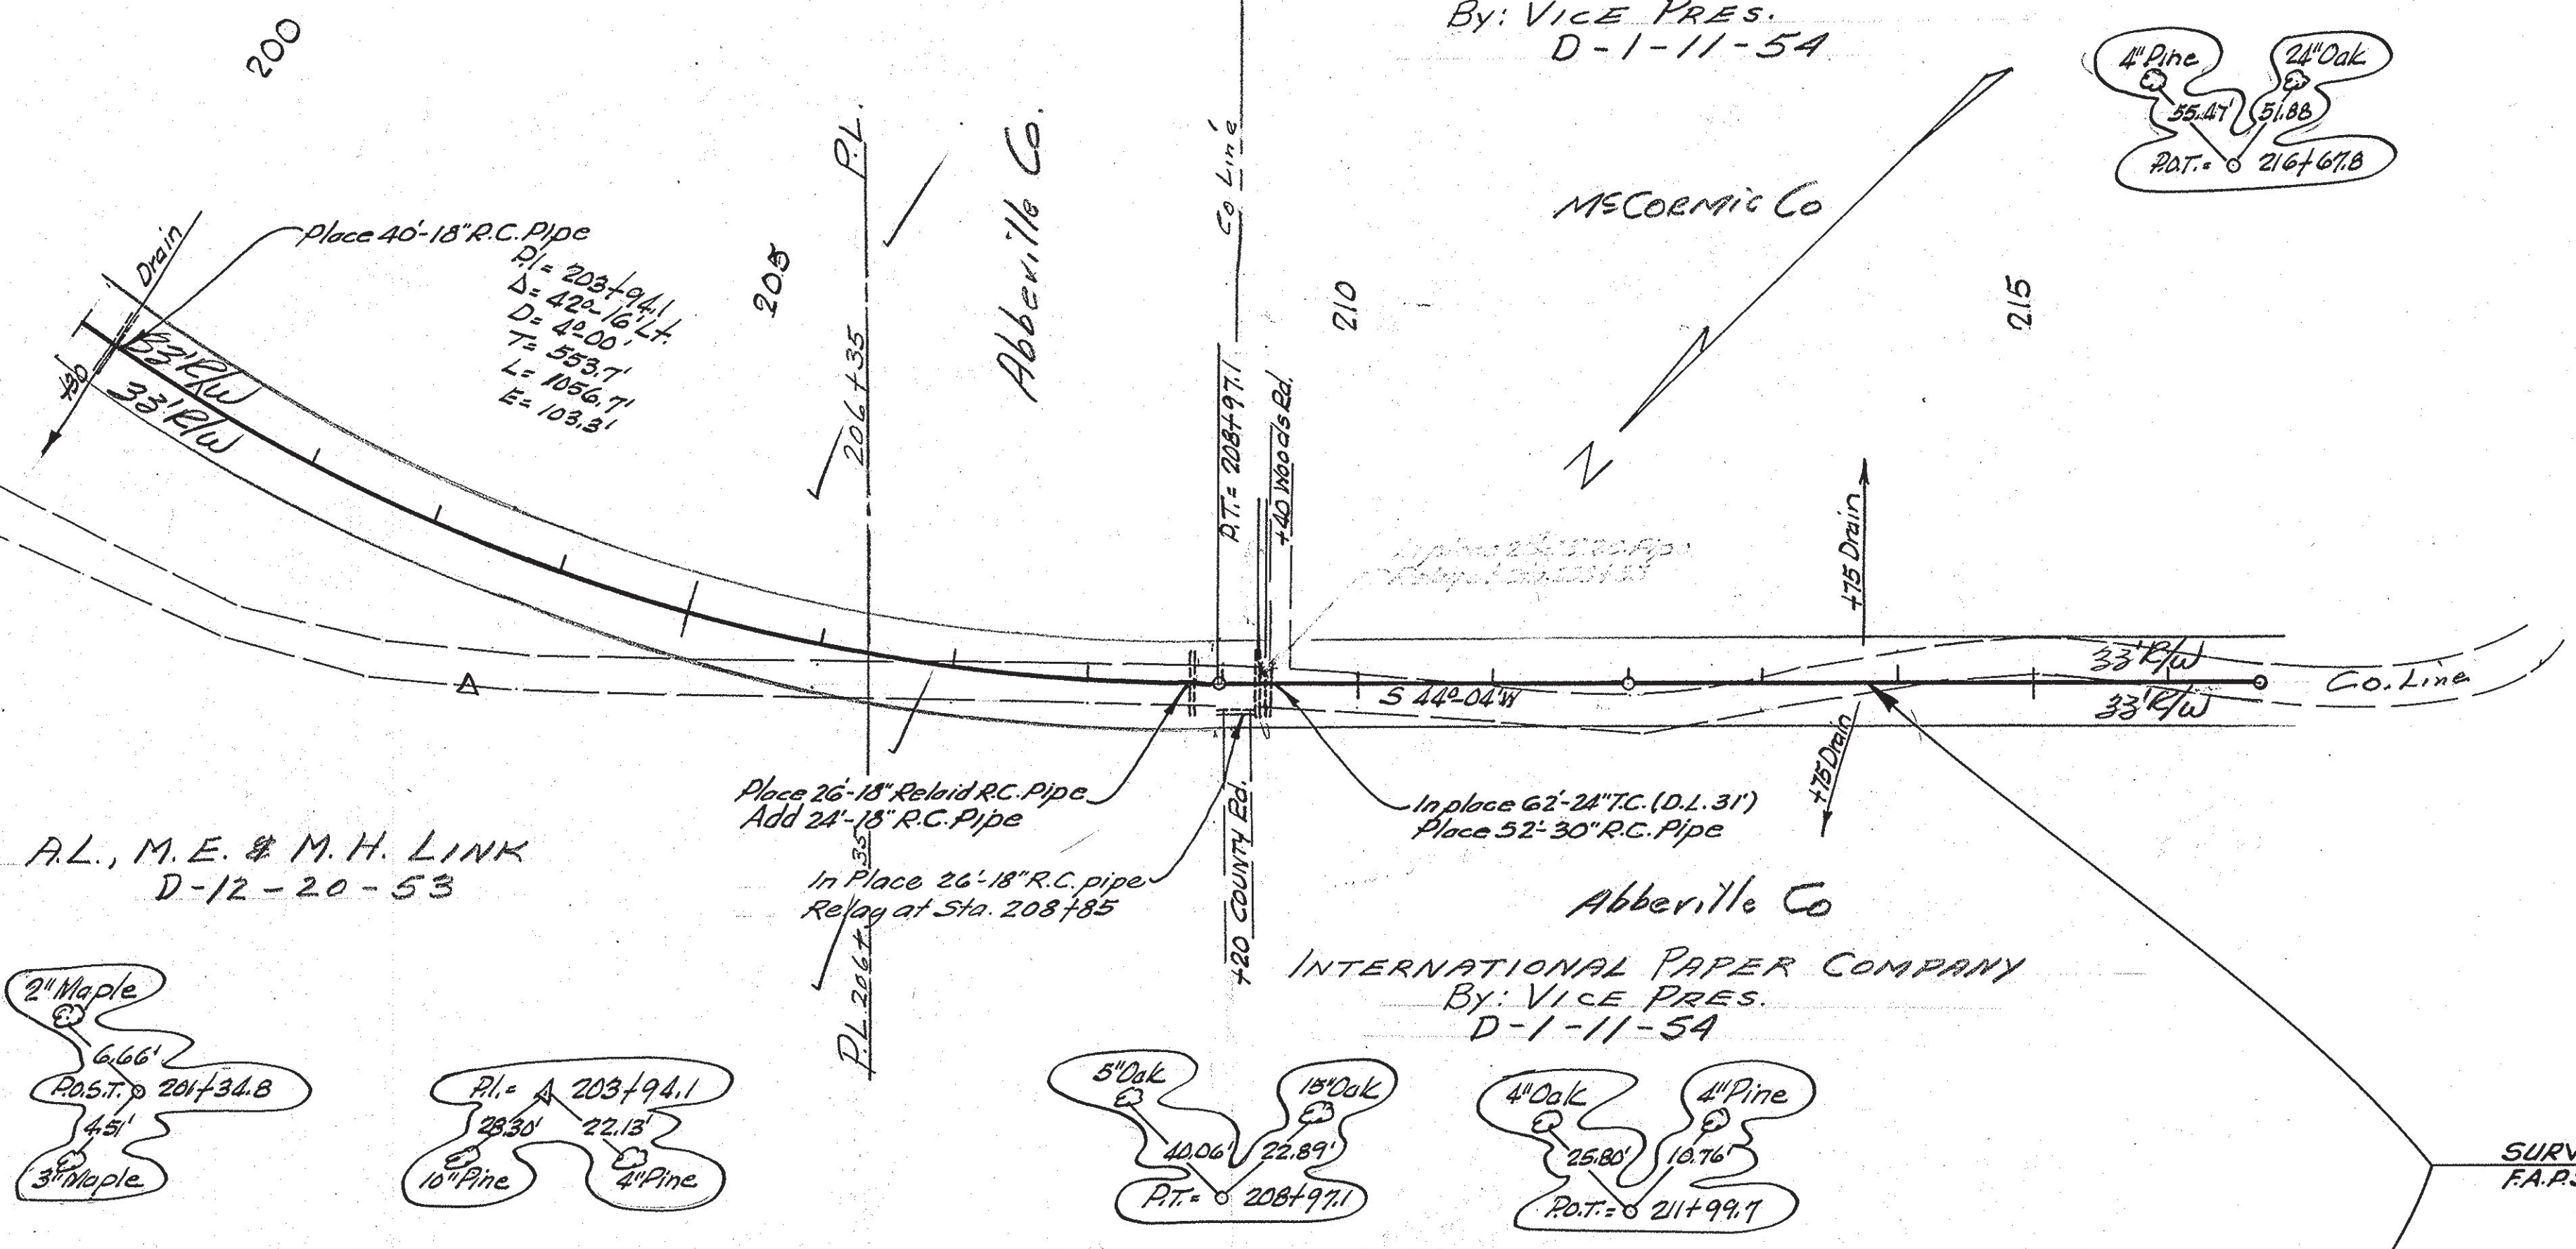 By: VICE PRES.
D-1-11-54
200
4" Pine
24" Oak
55.47'
51.88
P.O.T. = 216+67.8
P.L.
Abbeville Co.
Co Line
McCORMIC Co
Drain
Place 40'-18" R.C. Pipe
P.I. = 203+94.1
Δ = 42º-16' Lt.
D = 4º-00'
T = 553.7'
L = 1056.7'
E = 103.3'
205
206+35
210
215
P.T. = 208+97.1
+40 Woods Rd.
N
+90
33' R/W
33' R/W
+75 Drain
S 44º-04' W
33' R/W
33' R/W
Co. Line
+75 Drain
Place 26'-18" Relaid R.C. Pipe
Add 24'-18" R.C. Pipe
In place 62'-24" T.C. (D.L. 31')
Place 52'-30" R.C. Pipe
A.L., M.E. & M.H. LINK
D-12-20-53
In Place 26'-18" R.C. pipe
Relay at Sta. 208+85
+20 COUNTY Rd.
P.L. 206+35
Abbeville Co
INTERNATIONAL PAPER COMPANY
By: VICE PRES.
D-1-11-54
2" Maple
6.66'
P.O.S.T. 201+34.8
4.51'
3" Maple
P.I. = Δ 203+94.1
28.30'
22.13'
10" Pine
4" Pine
5" Oak
15" Oak
40.06'
22.89'
P.T. = 208+97.1
4" Oak
4" Pine
25.80'
10.76'
P.O.T. = 211+99.7
SURV
F.A.P.S